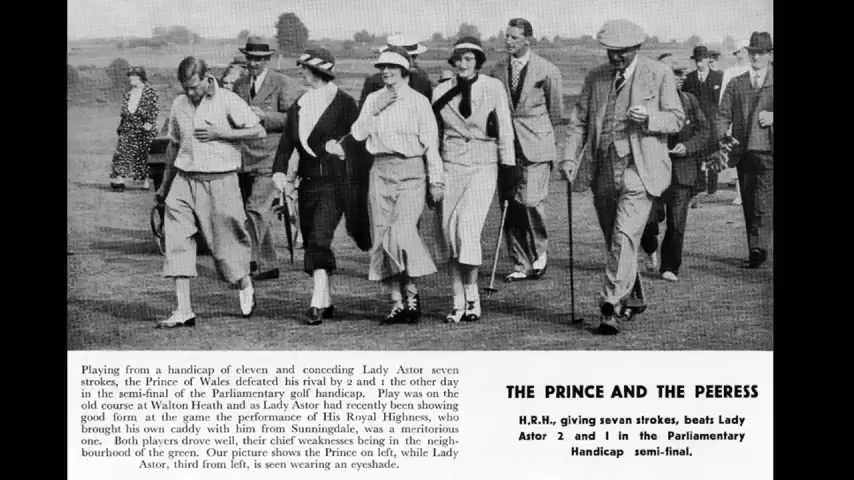 Playing from a handicap of eleven and conceding Lady Astor seven
strokes, the Prince of Wales defeated his rival by 2 and 1 the other day
in the semi-final of the Parliamentary golf handicap. Play was on the
old course at Walton Heath and as Lady Astor had recently been showing
good form at the game the performance of His Royal Highness, who
brought his own caddy with him from Sunningdale, was a meritorious
one. Both players drove well, their chief weaknesses being in the neigh-
bourhood of the green. Our picture shows the Prince on left, while Lady
Astor, third from left, is seen wearing an eyeshade.
THE PRINCE AND THE PEERESS
H.R.H., giving sevan strokes, beats Lady
Astor 2 and 1 in the Parliamentary
Handicap semi-final.